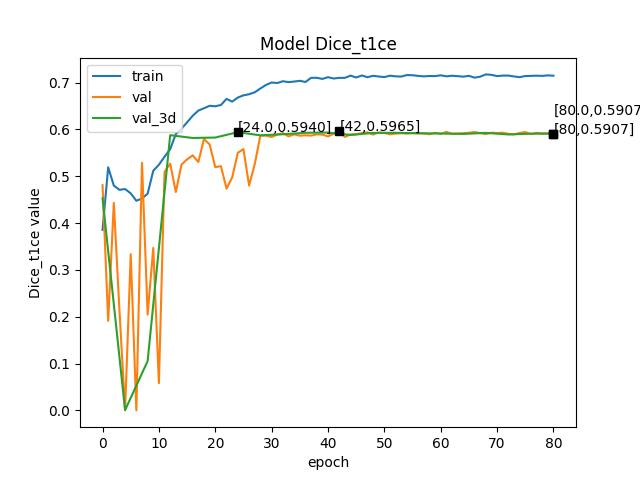 Model Dice_t1ce
train
val
val_3d
[24.0,0.5940]
[42,0.5965]
[80.0,0.5907
[80,0.5907]
Dice_t1ce value
0.7
0.6
0.5
0.4
0.3
0.2
0.1
0.0
0 10 20 30 40 50 60 70 80
epoch